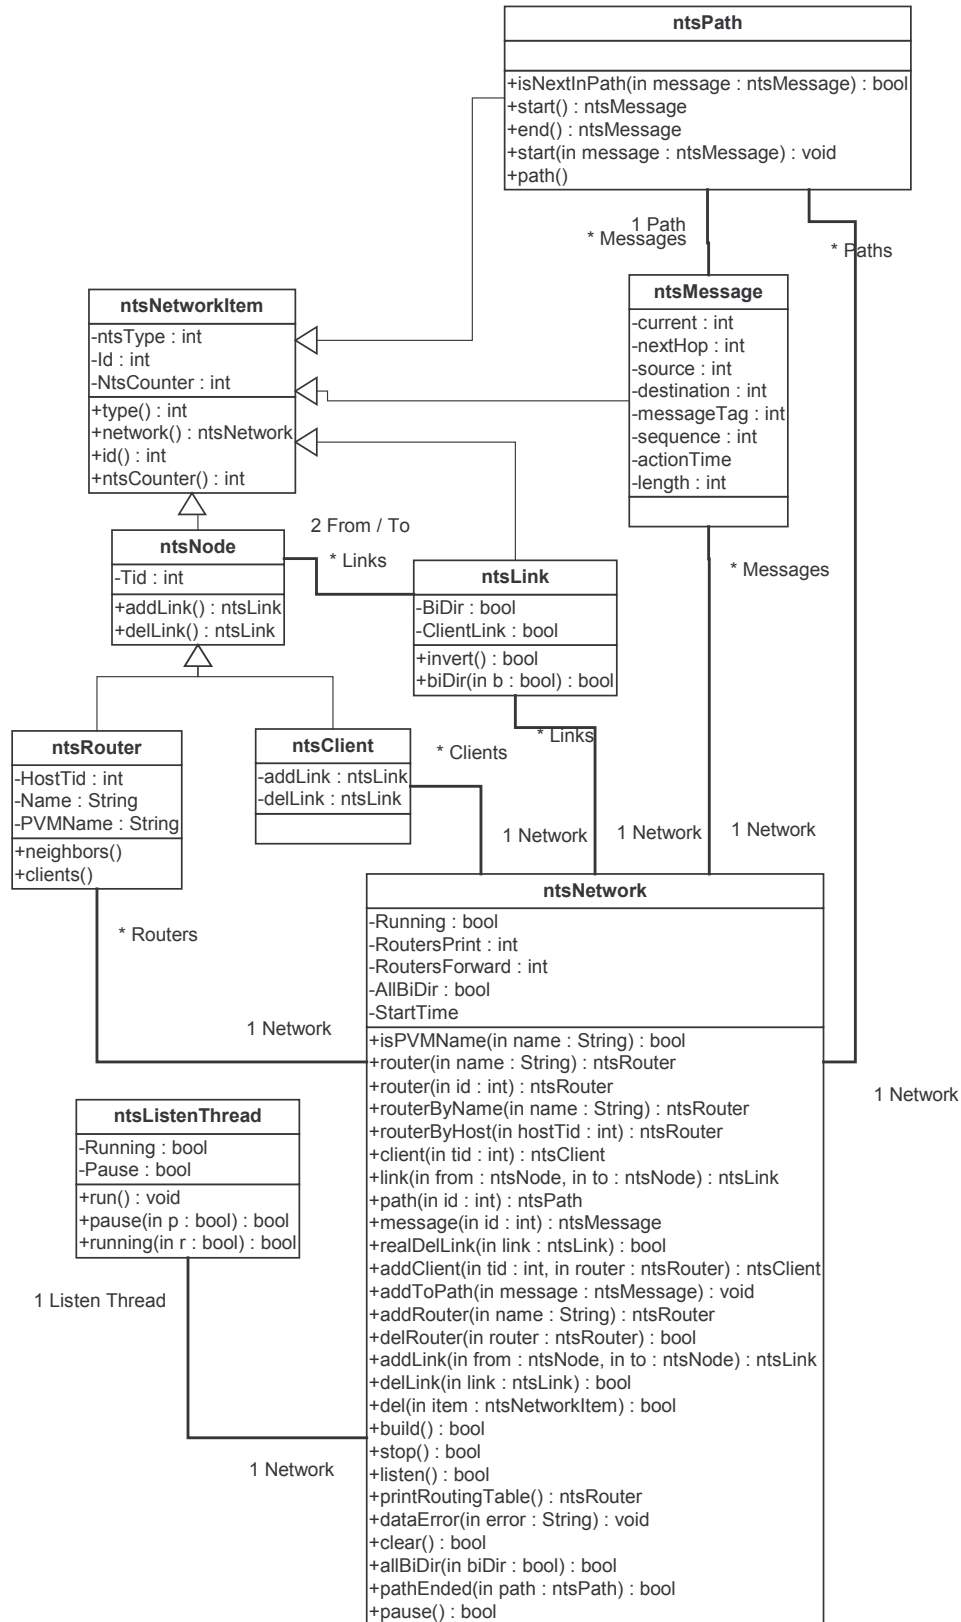 ntsPath
+isNextInPath(in message : ntsMessage) : bool
+start() : ntsMessage
+end() : ntsMessage
+start(in message : ntsMessage) : void
+path()
1 Path
* Messages
* Paths
ntsNetworkItem
-ntsType : int
-Id : int
-NtsCounter : int
+type() : int
+network() : ntsNetwork
+id() : int
+ntsCounter() : int
ntsMessage
-current : int
-nextHop : int
-source : int
-destination : int
-messageTag : int
-sequence : int
-actionTime
-length : int
2 From / To
* Links
ntsNode
-Tid : int
+addLink() : ntsLink
+delLink() : ntsLink
ntsLink
-BiDir : bool
-ClientLink : bool
+invert() : bool
+biDir(in b : bool) : bool
* Messages
ntsRouter
-HostTid : int
-Name : String
-PVMName : String
+neighbors()
+clients()
ntsClient
-addLink : ntsLink
-delLink : ntsLink
* Clients
* Links
1 Network
1 Network
1 Network
* Routers
1 Network
ntsNetwork
-Running : bool
-RoutersPrint : int
-RoutersForward : int
-AllBiDir : bool
-StartTime
+isPVMName(in name : String) : bool
+router(in name : String) : ntsRouter
+router(in id : int) : ntsRouter
+routerByName(in name : String) : ntsRouter
+routerByHost(in hostTid : int) : ntsRouter
+client(in tid : int) : ntsClient
+link(in from : ntsNode, in to : ntsNode) : ntsLink
+path(in id : int) : ntsPath
+message(in id : int) : ntsMessage
+realDelLink(in link : ntsLink) : bool
+addClient(in tid : int, in router : ntsRouter) : ntsClient
+addToPath(in message : ntsMessage) : void
+addRouter(in name : String) : ntsRouter
+delRouter(in router : ntsRouter) : bool
+addLink(in from : ntsNode, in to : ntsNode) : ntsLink
+delLink(in link : ntsLink) : bool
+del(in item : ntsNetworkItem) : bool
+build() : bool
+stop() : bool
+listen() : bool
+printRoutingTable() : ntsRouter
+dataError(in error : String) : void
+clear() : bool
+allBiDir(in biDir : bool) : bool
+pathEnded(in path : ntsPath) : bool
+pause() : bool
1 Network
ntsListenThread
-Running : bool
-Pause : bool
+run() : void
+pause(in p : bool) : bool
+running(in r : bool) : bool
1 Listen Thread
1 Network